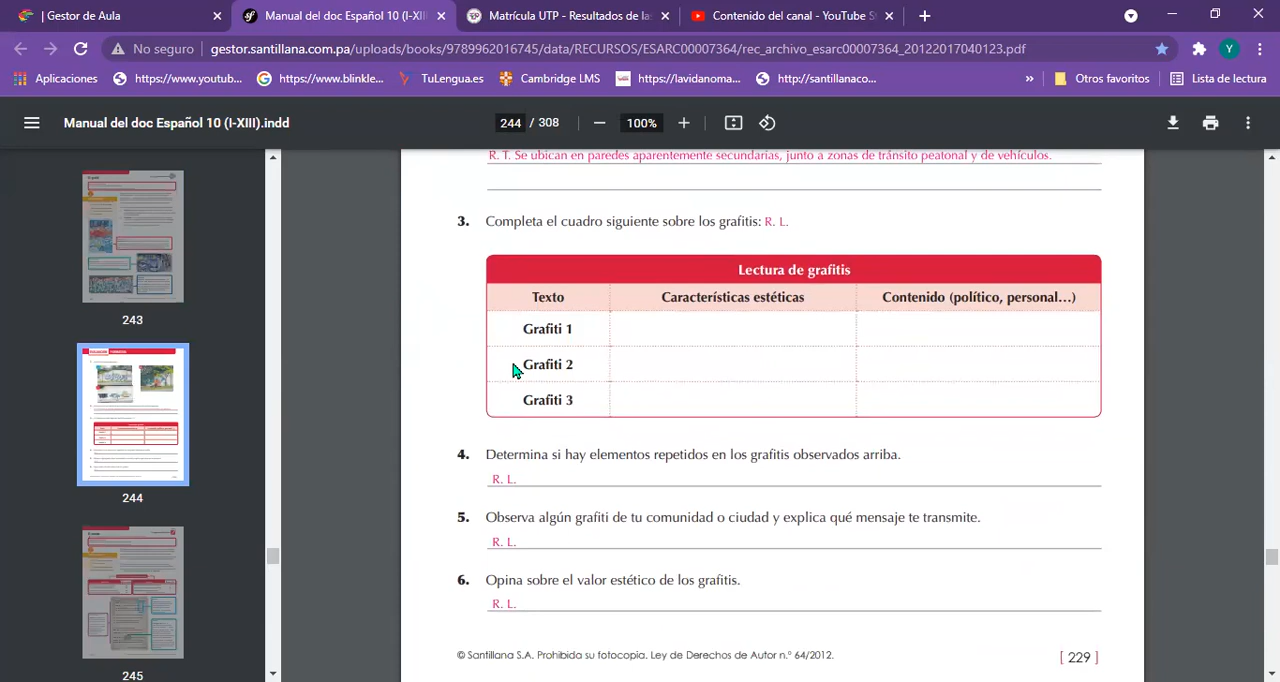 | Gestor de Aula
Manual del doc Español 10 (I-XII
Matrícula UTP - Resultados de las
Contenido del canal - YouTube S
No seguro
gestor.santillana.com.pa/uploads/books/9789962016745/data/RECURSOS/ESARC00007364/rec_archivo_esarc00007364_20122017040123.pdf
Y
Aplicaciones
https://www.youtub...
https://www.blinkle...
TuLengua.es
Cambridge LMS
https://lavidanoma...
http://santillanaco...
»
Otros favoritos
Lista de lectura
Manual del doc Español 10 (I-XIII).indd
244 / 308
100%
243
244
245
R. T. Se ubican en paredes aparentemente secundarias, junto a zonas de tránsito peatonal y de vehículos.
3. Completa el cuadro siguiente sobre los grafitis: R. L.
Lectura de grafitis
Texto
Características estéticas
Contenido (político, personal…)
Grafiti 1
Grafiti 2
Grafiti 3
4. Determina si hay elementos repetidos en los grafitis observados arriba.
R. L.
5. Observa algún grafiti de tu comunidad o ciudad y explica qué mensaje te transmite.
R. L.
6. Opina sobre el valor estético de los grafitis.
R. L.
© Santillana S.A. Prohibida su fotocopia. Ley de Derechos de Autor n.° 64/2012.
[ 229 ]